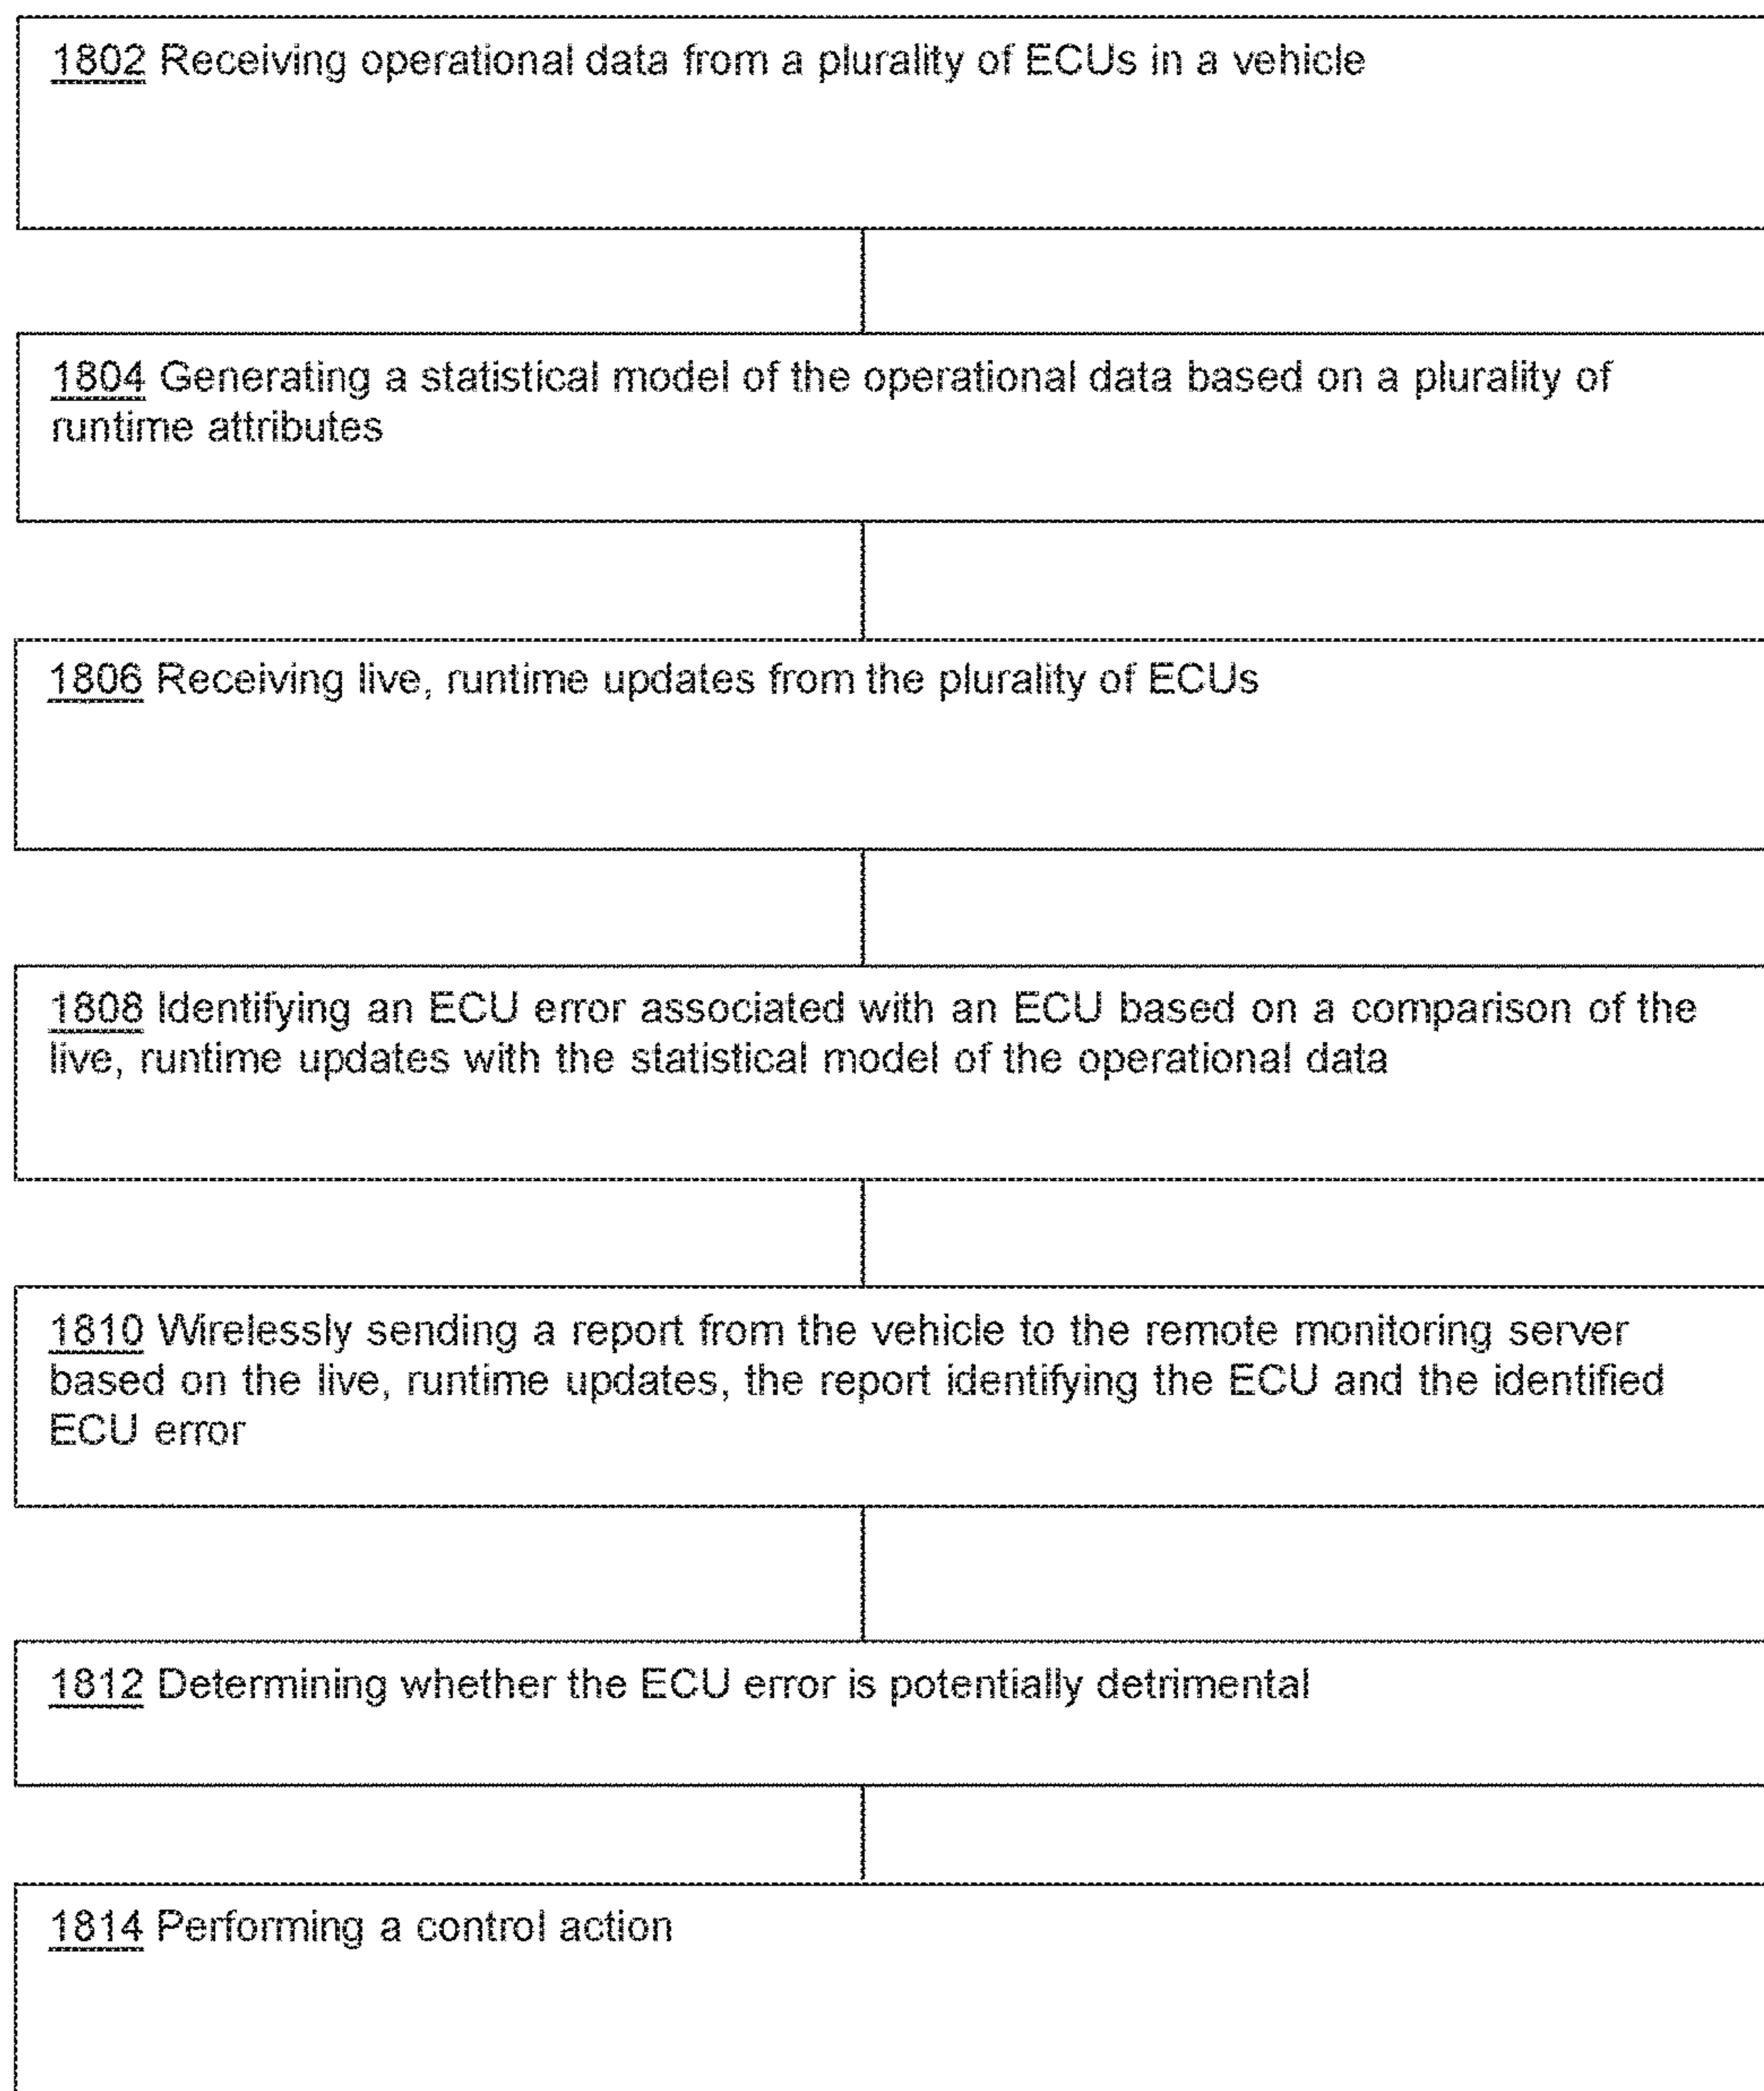 1802 Receiving operational data from a plurality of ECUs in a vehicle
1804 Generating a statistical model of the operational data based on a plurality of
runtime attributes
1806 Receiving live, runtime updates from the plurality of ECUs
1808 Identifying an ECU error associated with an ECU based on a comparison of the
live, runtime updates with the statistical model of the operational data
1810 Wirelessly sending a report from the vehicle to the remote monitoring server
based on the live, runtime updates, the report identifying the ECU and the identified
ECU error
1812 Determining whether the ECU error is potentially detrimental
1814 Performing a control action